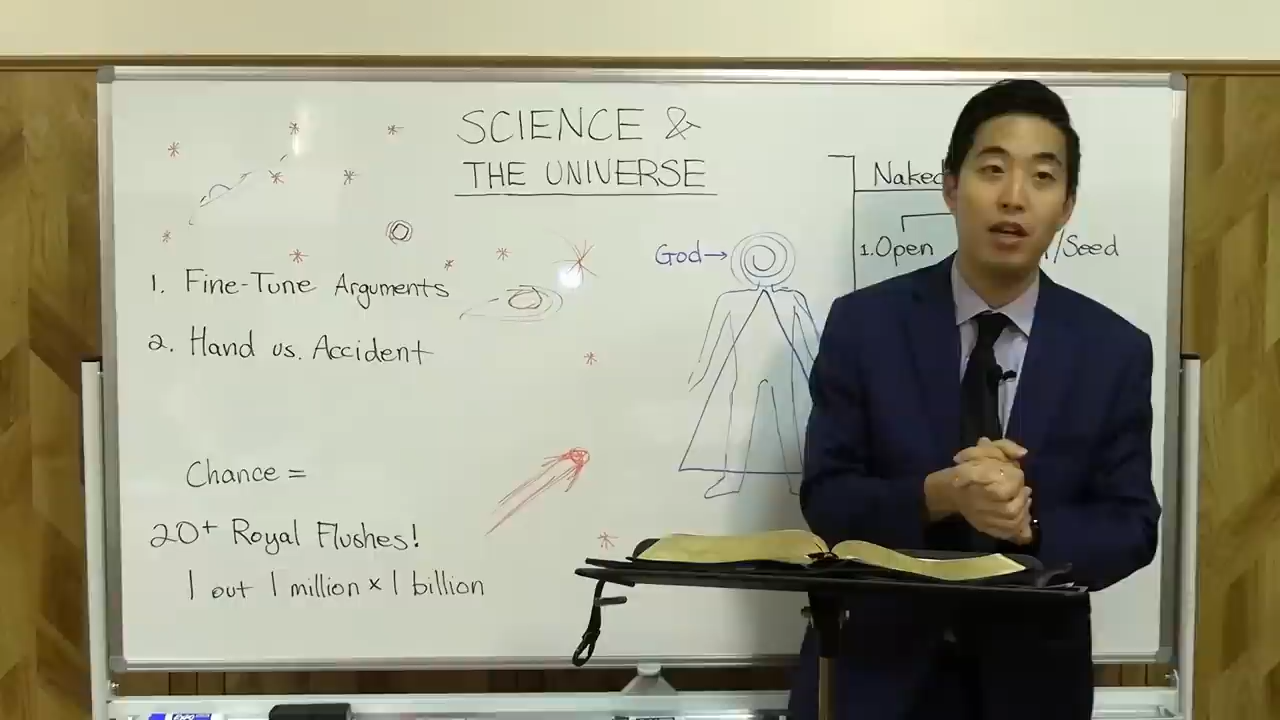 SCIENCE &
THE UNIVERSE
1. Fine-Tune Arguments
2. Hand vs. Accident
Chance =
20+ Royal Flushes!
1 out 1 million × 1 billion
God→
Naked
1. Open /Seed